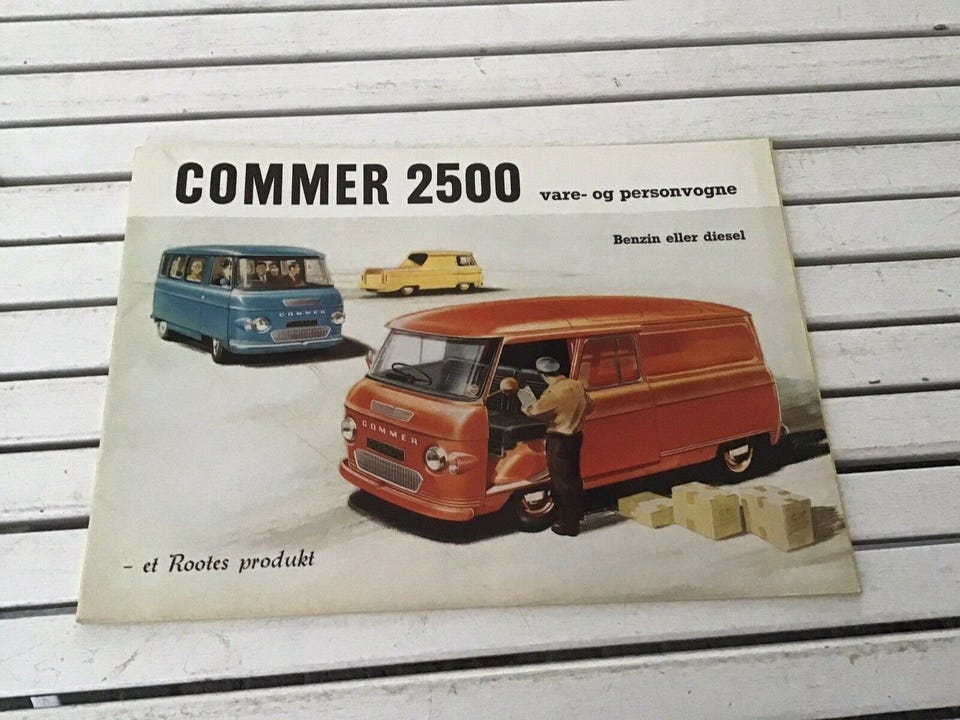 COMMER 2500 vare- og personvogne
Benzin eller diesel
COMMER
COMMER
- et Rootes produkt